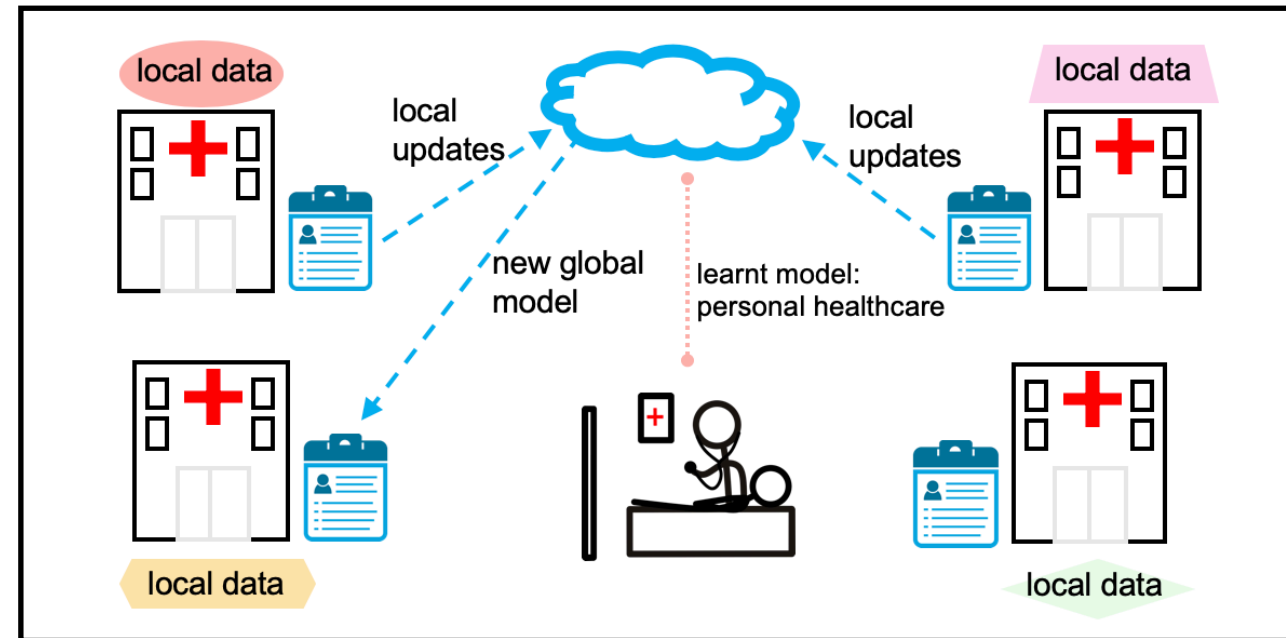 local data
local data
local
updates
local
updates
new global
model
learnt model:
personal healthcare
local data
local data